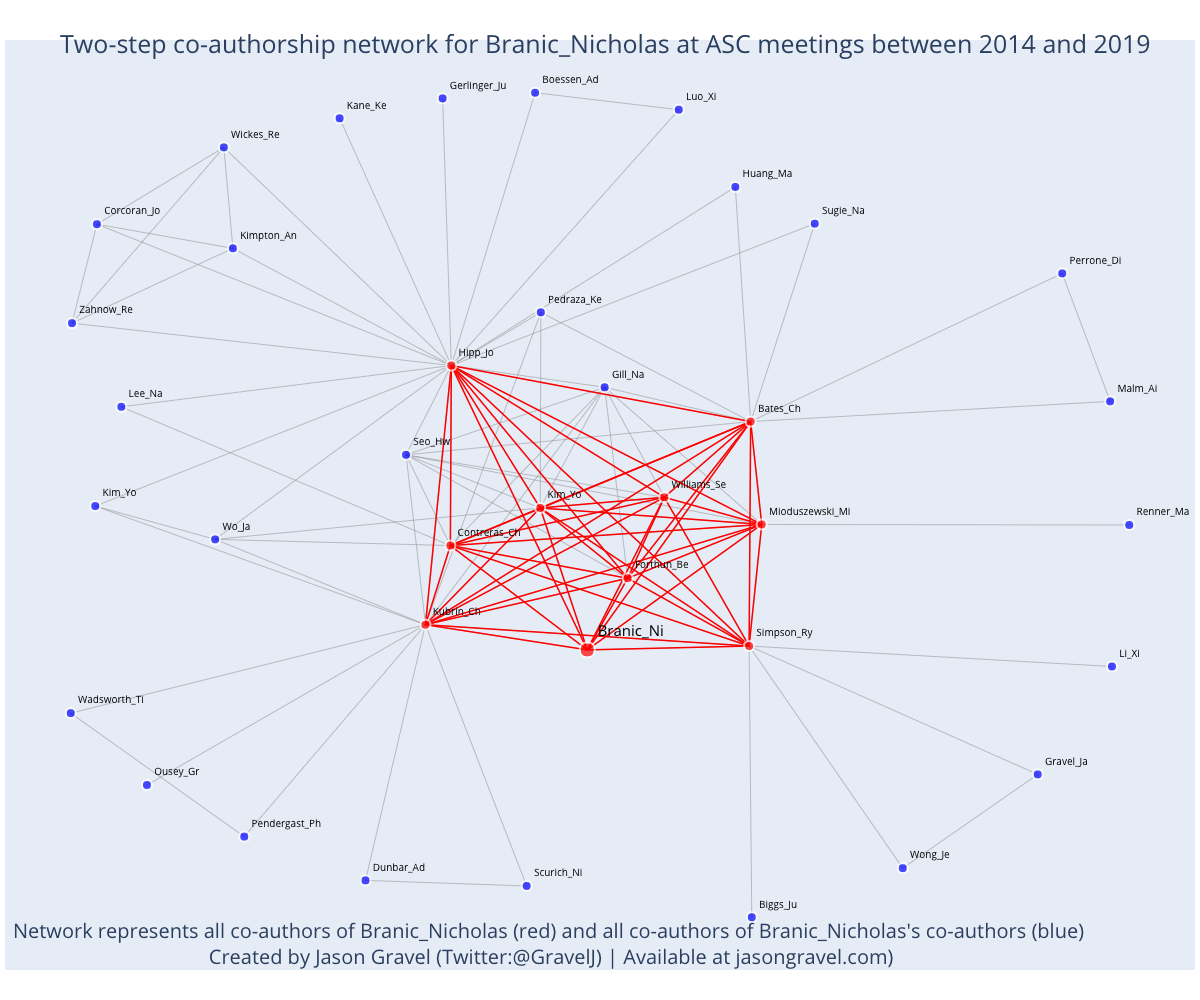 Two-step co-authorship network for Branic_Nicholas at ASC meetings between 2014 and 2019
Boessen_Ad
Gerlinger_Ju
Luo_Xi
Kane_Ke
Wickes_Re
Huang_Ma
Corcoran_Jo
Sugie_Na
Kimpton_An
Perrone_Di
Pedraza_Ke
Zahnow_Re
Hipp_Jo
Gill_Na
Malm_Ai
Lee_Na
Bates_Ch
Seo_Hw
Williams_Se
Kim_Yo
Kim_Yo
Mioduszewski_Mi
Renner_Ma
Wo_Ja
Contreras_Ch
Forthun_Be
Kubrin_Ch
Branic_Ni
Simpson_Ry
Li_Xi
Wadsworth_Ti
Gravel_Ja
Ousey_Gr
Pendergast_Ph
Wong_Je
Dunbar_Ad
Scurich_Ni
Biggs_Ju
Network represents all co-authors of Branic_Nicholas (red) and all co-authors of Branic_Nicholas's co-authors (blue)
Created by Jason Gravel (Twitter:@GravelJ) | Available at jasongravel.com)